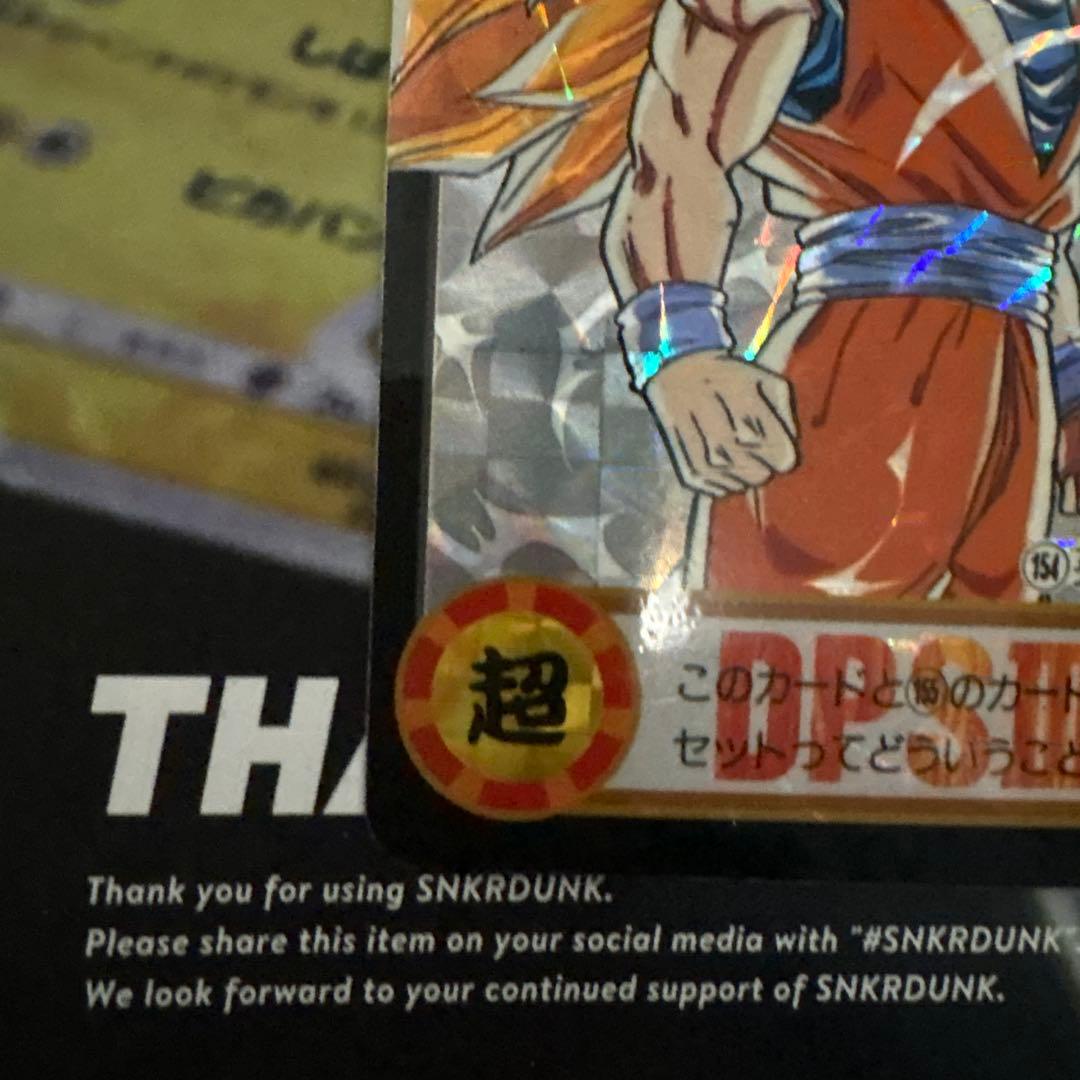 154
超
DPSIII
このカードと155のカード
セットってどういうこと
THA
Thank you for using SNKRDUNK.
Please share this item on your social media with "#SNKRDUNK".
We look forward to your continued support of SNKRDUNK.